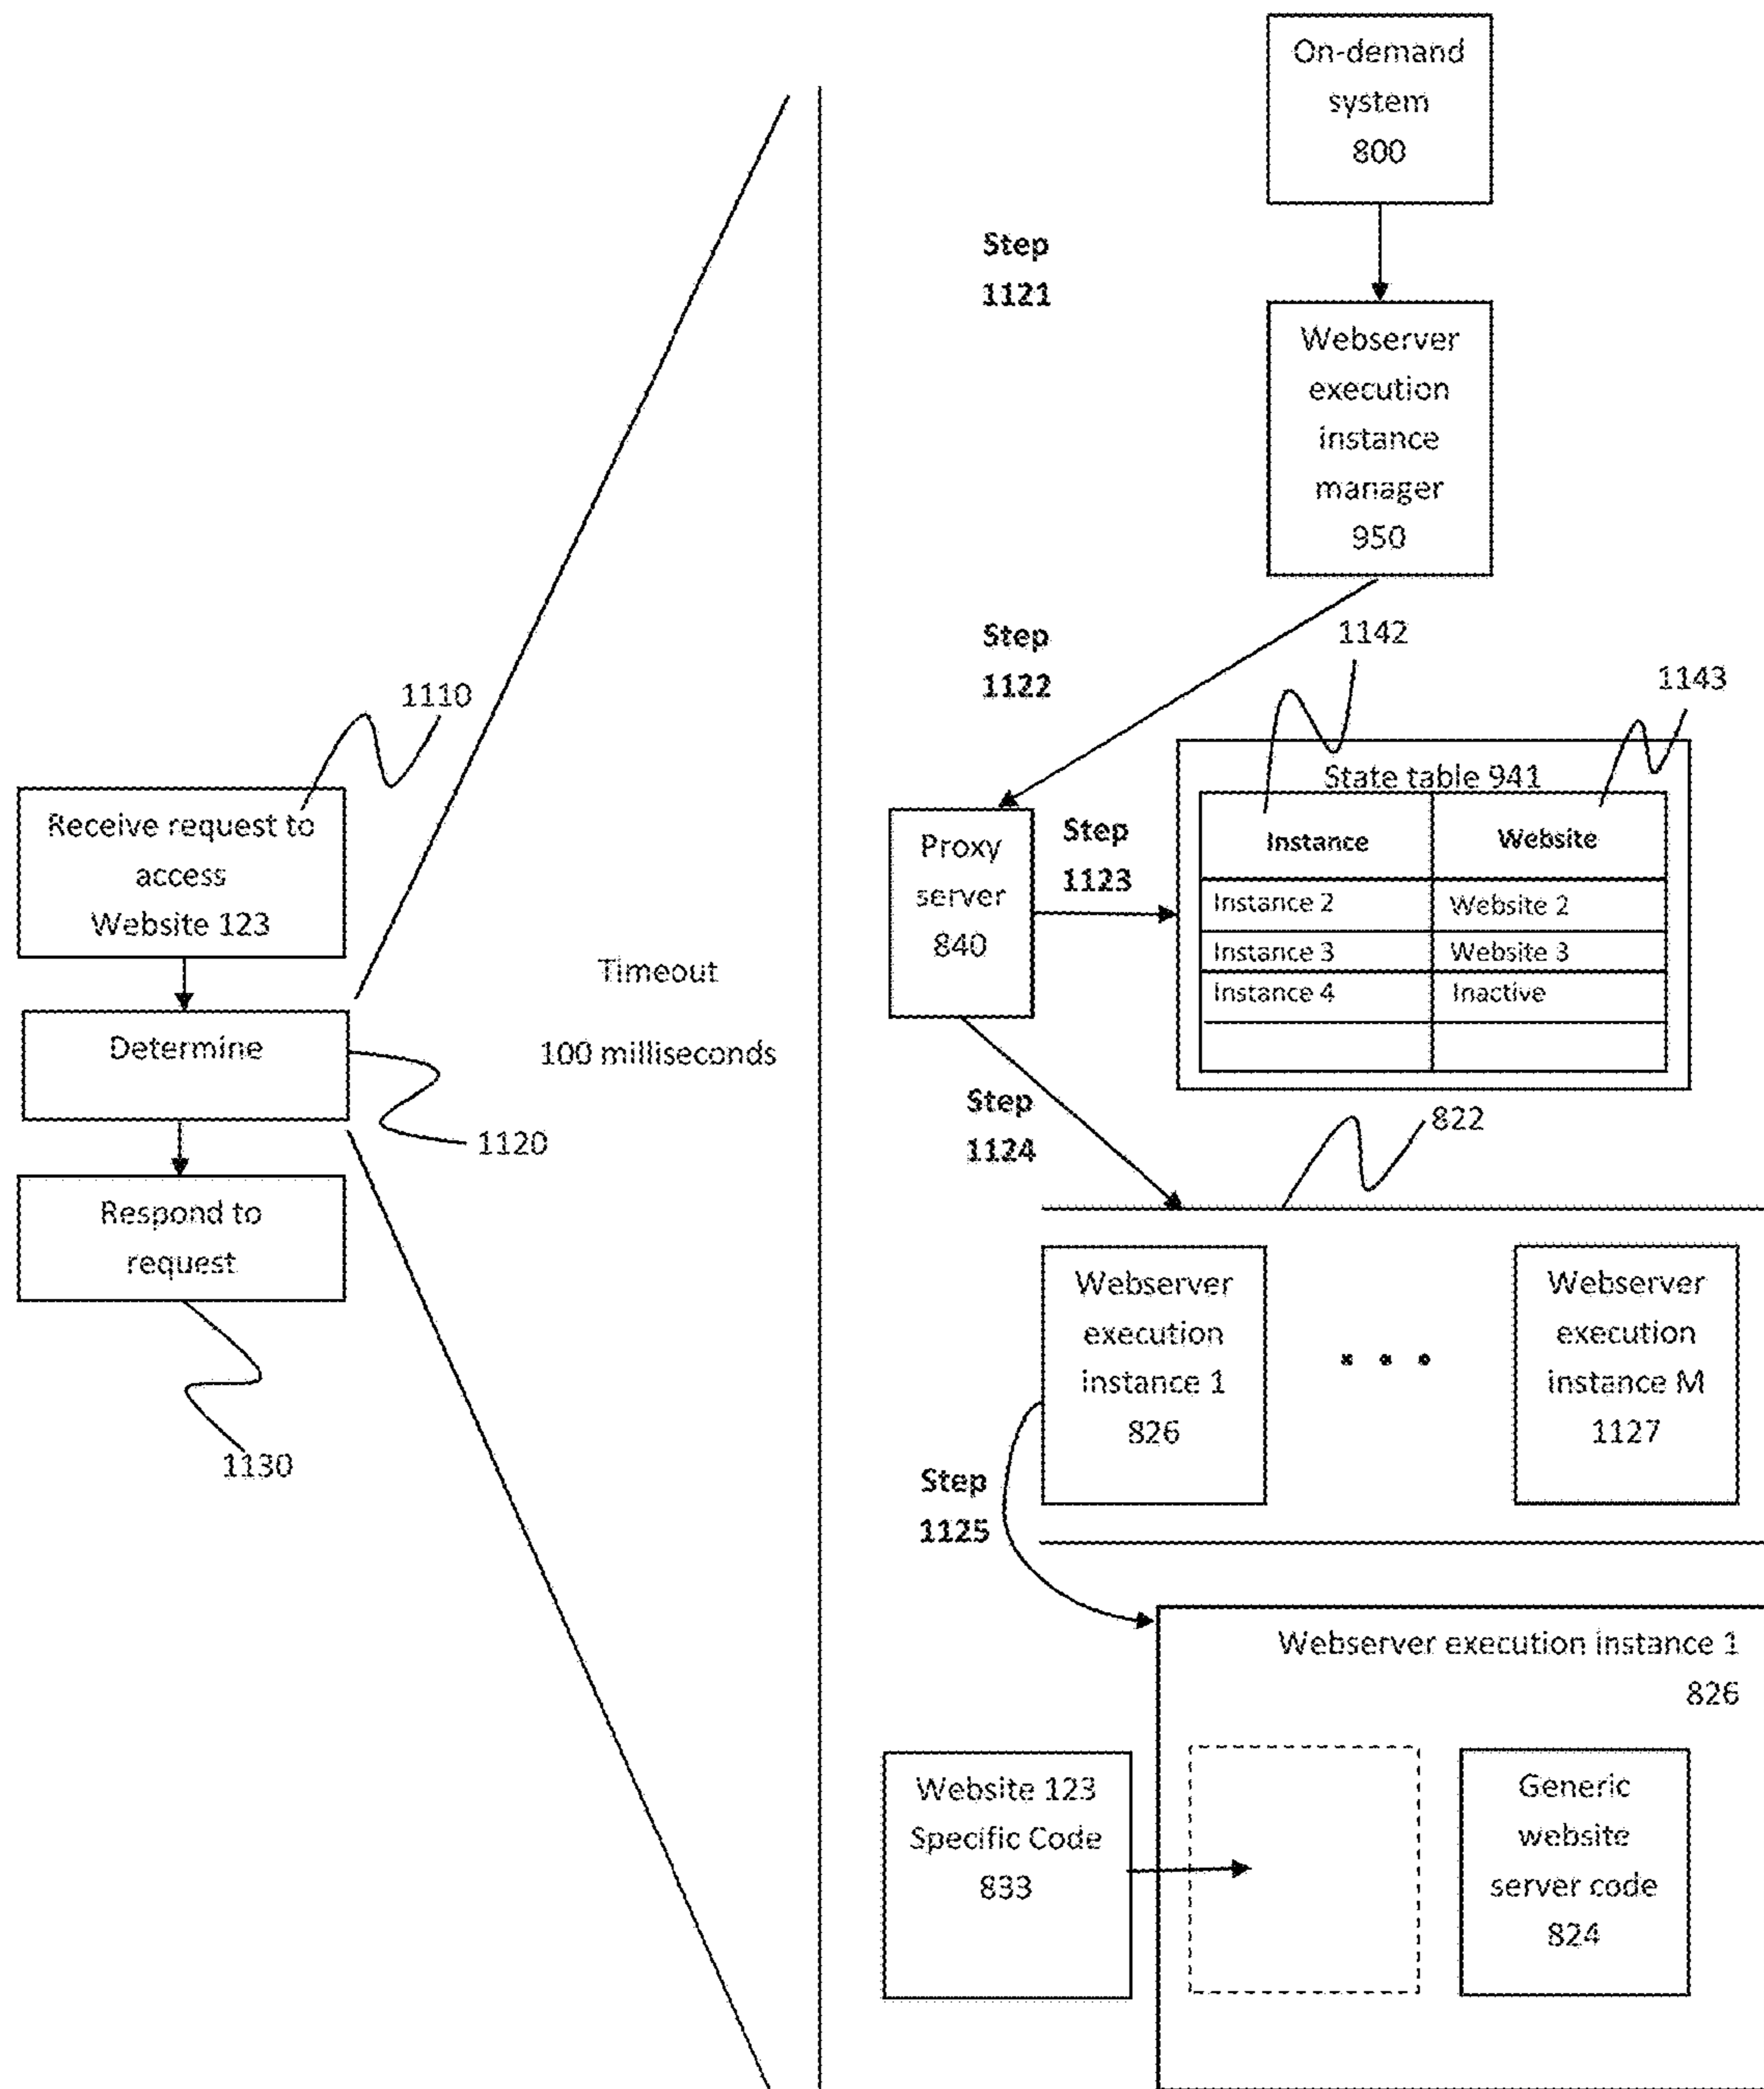 1110
Receive request to
access
Website 123
Determine
1120
Respond to
request
1130
Timeout
100 milliseconds
On-demand
system
800
Step
1121
Webserver
execution
instance
manager
950
Step
1122
1142
1143
Proxy
server
840
Step
1123
State table 941
Instance Website
Instance 2 Website 2
Instance 3 Website 3
Instance 4 Inactive
Step
1124
822
Webserver
execution
instance 1
826
Webserver
execution
instance M
1127
Step
1125
Webserver execution instance 1
826
Website 123
Specific Code
833
Generic
website
server code
824